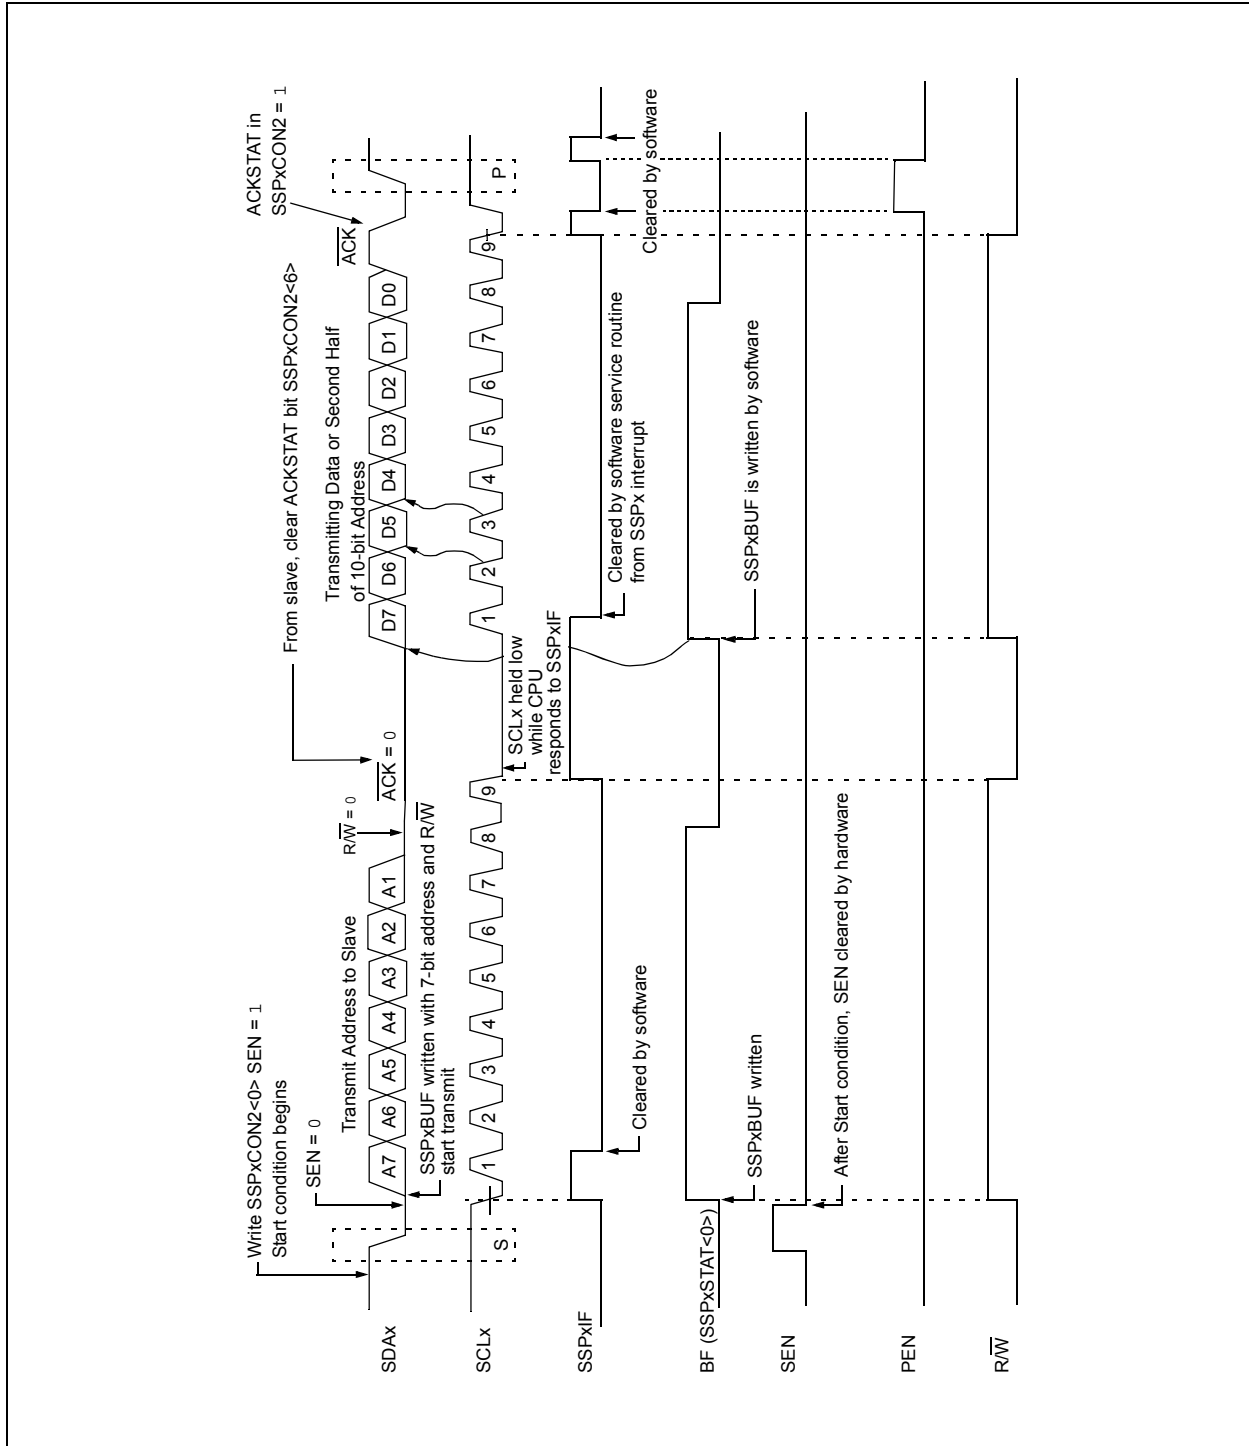 Write SSPxCON2<0> SEN = 1
Start condition begins
SEN = 0
From slave, clear ACKSTAT bit SSPxCON2<6>
ACKSTAT in
SSPxCON2 = 1
Transmit Address to Slave
R/W = 0
ACK = 0
Transmitting Data or Second Half
of 10-bit Address
ACK
SDAx
A7 A6 A5 A4 A3 A2 A1
D7 D6 D5 D4 D3 D2 D1 D0
SSPxBUF written with 7-bit address and R/W
start transmit
SCLx
S
1 2 3 4 5 6 7 8 9
1 2 3 4 5 6 7 8 9
P
SCLx held low
while CPU
responds to SSPxIF
SSPxIF
Cleared by software
Cleared by software service routine
from SSPx interrupt
Cleared by software
Cleared by software
BF (SSPxSTAT<0>)
SSPxBUF written
SSPxBUF is written by software
SEN
After Start condition, SEN cleared by hardware
PEN
R/W